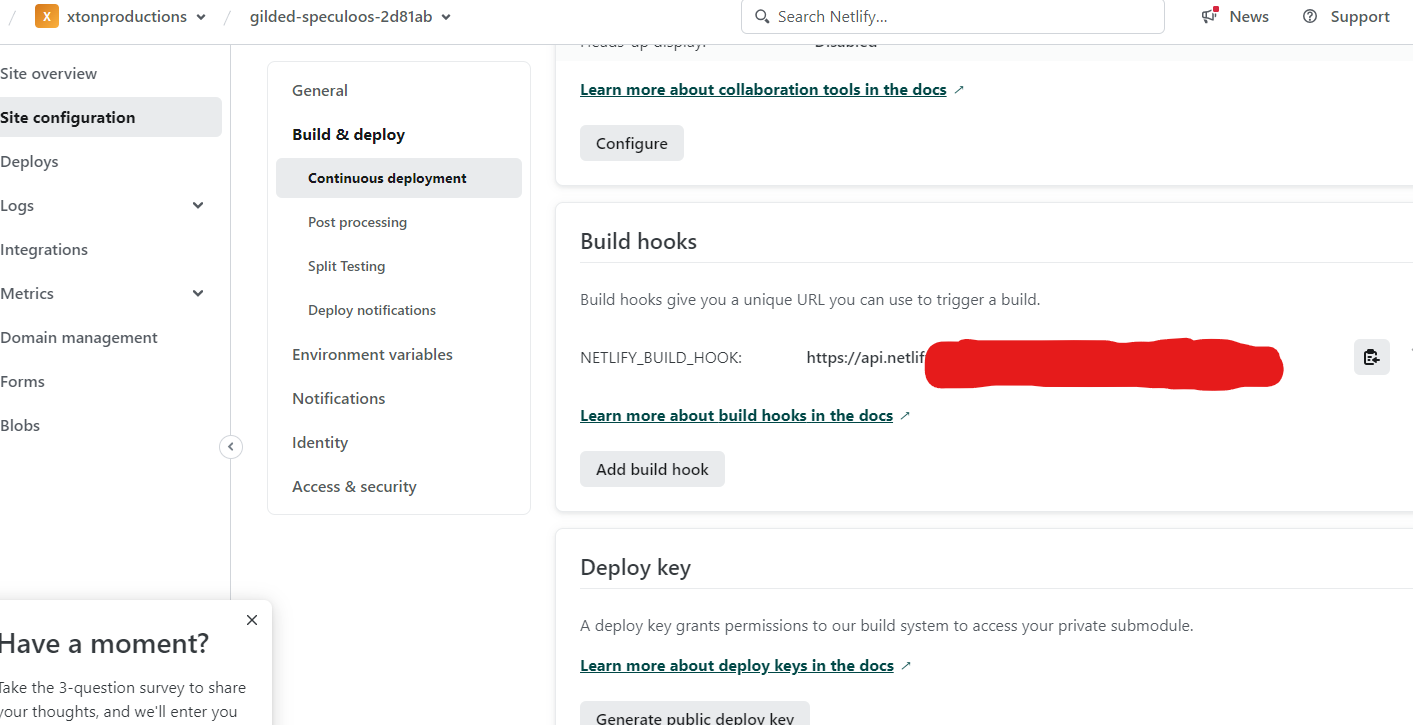 / X xtonproductions / gilded-speculoos-2d81ab
Search Netlify...
News
Support
Site overview
Site configuration
Deploys
Logs
Integrations
Metrics
Domain management
Forms
Blobs
General
Build & deploy
Continuous deployment
Post processing
Split Testing
Deploy notifications
Environment variables
Notifications
Identity
Access & security
Heads-up display: Disabled
Learn more about collaboration tools in the docs
Configure
Build hooks
Build hooks give you a unique URL you can use to trigger a build.
NETLIFY_BUILD_HOOK: https://api.netlif
Learn more about build hooks in the docs
Add build hook
Deploy key
A deploy key grants permissions to our build system to access your private submodule.
Learn more about deploy keys in the docs
Generate public deploy key
Have a moment?
Take the 3-question survey to share
your thoughts, and we'll enter you